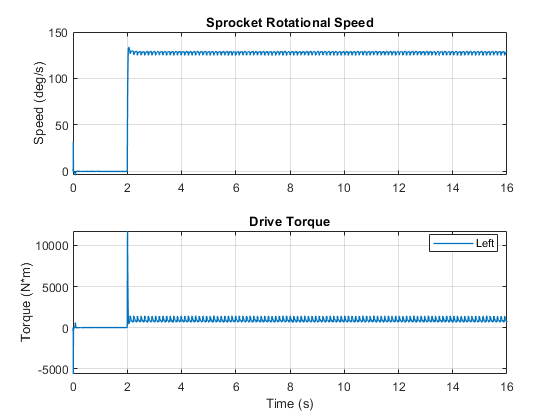 Sprocket Rotational Speed
150
100
50
0
Speed (deg/s)
0 2 4 6 8 10 12 14 16
Drive Torque
10000
5000
0
-5000
Torque (N*m)
Left
0 2 4 6 8 10 12 14 16
Time (s)